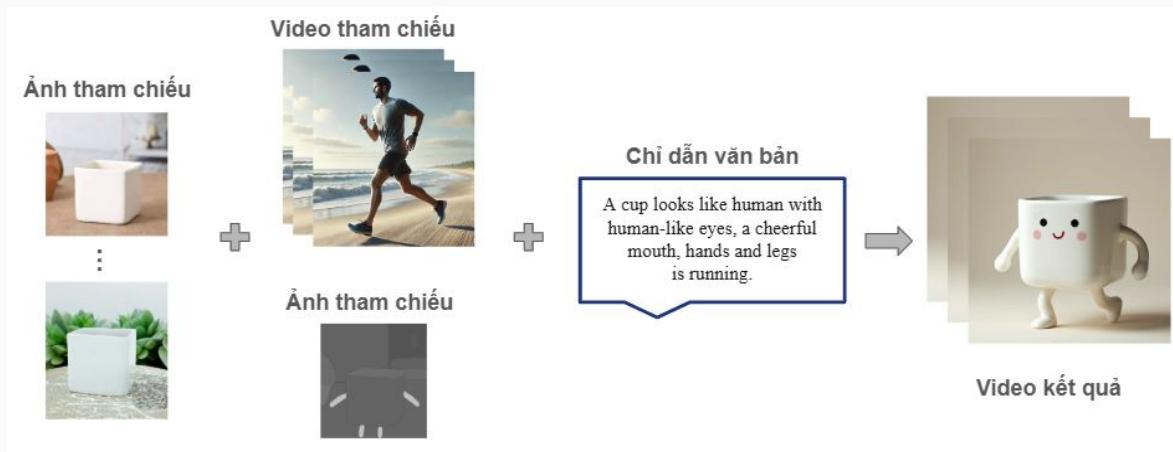 Video tham chiếu
Ảnh tham chiếu
Chỉ dẫn văn bản
A cup looks like human with
human-like eyes, a cheerful
mouth, hands and legs
is running.
Ảnh tham chiếu
Video kết quả